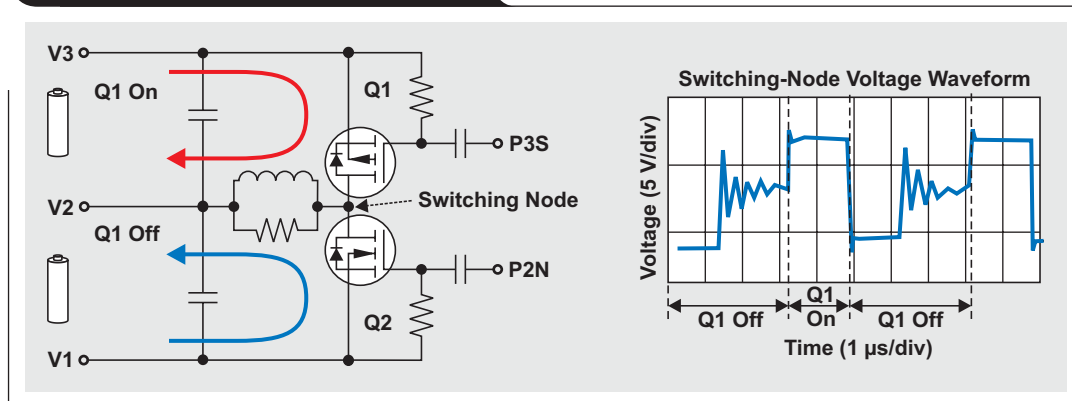 V3
Q1 On
Q1
P3S
V2
Switching Node
Q1 Off
P2N
Q2
V1
Switching-Node Voltage Waveform
Voltage (5 V/div)
Q1 Off
Q1
On
Q1 Off
Time (1 µs/div)